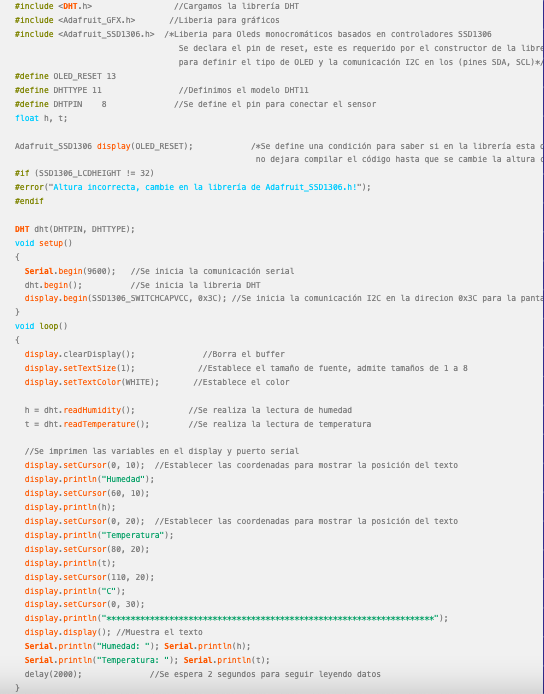 #include <DHT.h>                 //Cargamos la librería DHT
#include <Adafruit_GFX.h>       //Liberia para gráficos
#include <Adafruit_SSD1306.h>  /*Liberia para Oleds monocromáticos basados en controladores SSD1306
                                  Se declara el pin de reset, este es requerido por el constructor de la
                                  para definir el tipo de OLED y la comunicación I2C en los (pines SDA, SCL)*/
#define OLED_RESET 13
#define DHTTYPE 11                //Definimos el modelo DHT11
#define DHTPIN    8              //Se define el pin para conectar el sensor
float h, t;

Adafruit_SSD1306 display(OLED_RESET);            /*Se define una condición para saber si en la librería esta
                                                  no dejara compilar el código hasta que se cambie la altura
#if (SSD1306_LCDHEIGHT != 32)
#error("Altura incorrecta, cambie en la librería de Adafruit_SSD1306.h!");
#endif

DHT dht(DHTPIN, DHTTYPE);
void setup()
{
  Serial.begin(9600);   //Se inicia la comunicación serial
  dht.begin();          //Se inicia la libreria DHT
  display.begin(SSD1306_SWITCHCAPVCC, 0x3C); //Se inicia la comunicación I2C en la direcion 0x3C para la
}
void loop()
{
  display.clearDisplay();              //Borra el buffer
  display.setTextSize(1);             //Establece el tamaño de fuente, admite tamaños de 1 a 8
  display.setTextColor(WHITE);       //Establece el color

  h = dht.readHumidity();           //Se realiza la lectura de humedad
  t = dht.readTemperature();        //Se realiza la lectura de temperatura

  //Se imprimen las variables en el display y puerto serial
  display.setCursor(0, 10);  //Establecer las coordenadas para mostrar la posición del texto
  display.println("Humedad");
  display.setCursor(60, 10);
  display.println(h);
  display.setCursor(0, 20);  //Establecer las coordenadas para mostrar la posición del texto
  display.println("Temperatura");
  display.setCursor(80, 20);
  display.println(t);
  display.setCursor(110, 20);
  display.println("C");
  display.setCursor(0, 30);
  display.println("********************************************************************");
  display.display(); //Muestra el texto
  Serial.println("Humedad: "); Serial.println(h);
  Serial.println("Temperatura: "); Serial.println(t);
  delay(2000);              //Se espera 2 segundos para seguir leyendo datos
}